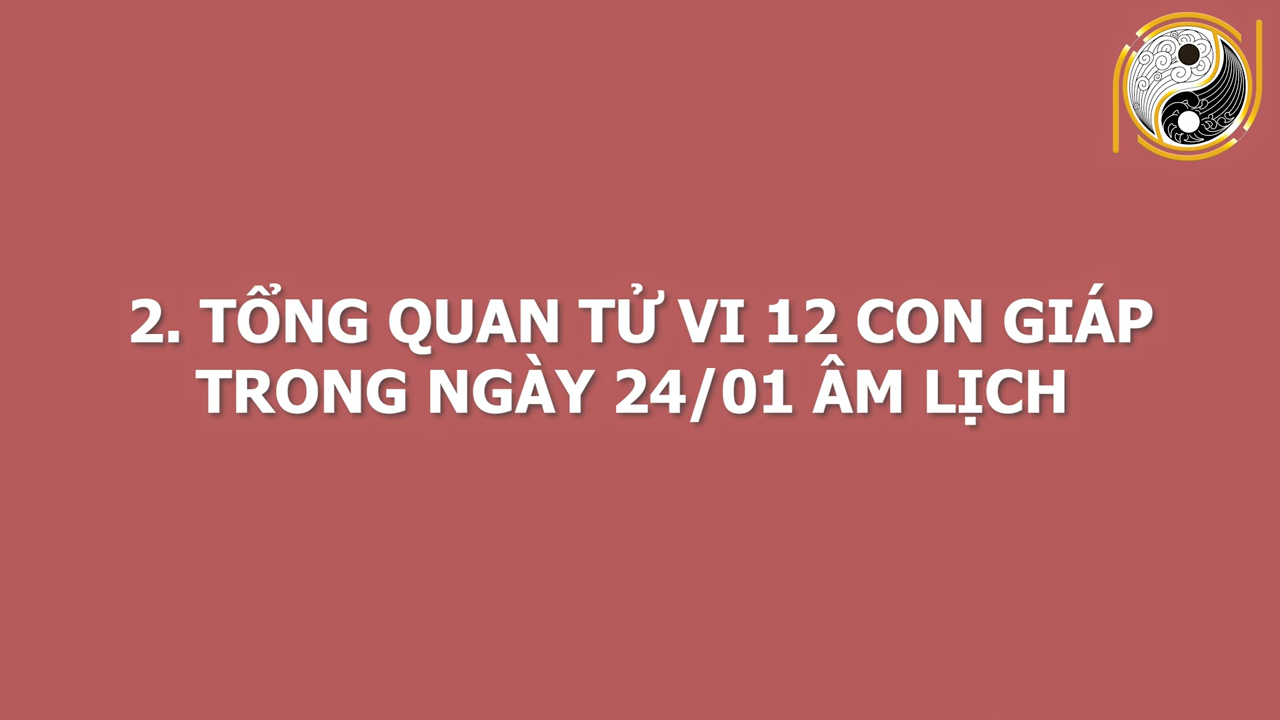 2. TỔNG QUAN TỬ VI 12 CON GIÁP
TRONG NGÀY 24/01 ÂM LỊCH